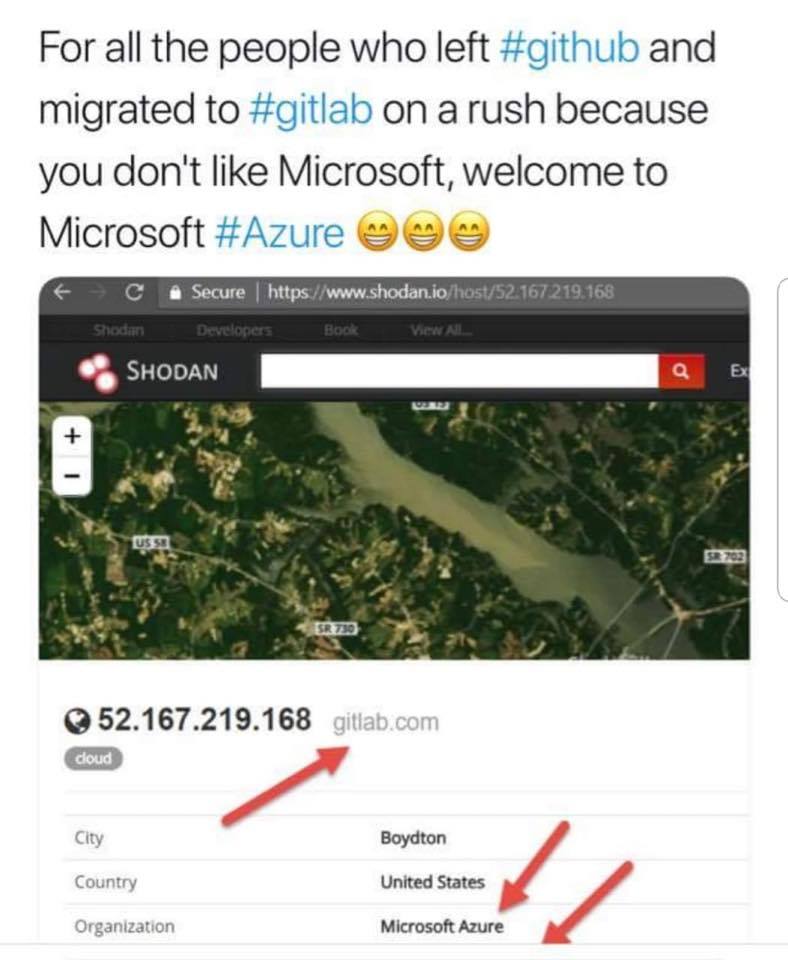 For all the people who left #github and
migrated to #gitlab on a rush because
you don't like Microsoft, welcome to
Microsoft #Azure 😁😁😁
Secure | https://www.shodan.io/host/52.167.219.168
Shodan Developers Book View All...
SHODAN Ex
+
−
US 15
US 58
SR 702
SR 730
52.167.219.168 gitlab.com
cloud
City Boydton
Country United States
Organization Microsoft Azure